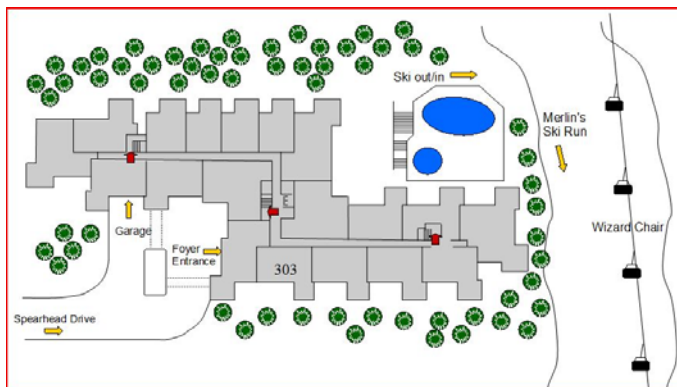 Ski out/in
Merlin's
Ski Run
Wizard Chair
Garage
Foyer
Entrance
303
Spearhead Drive